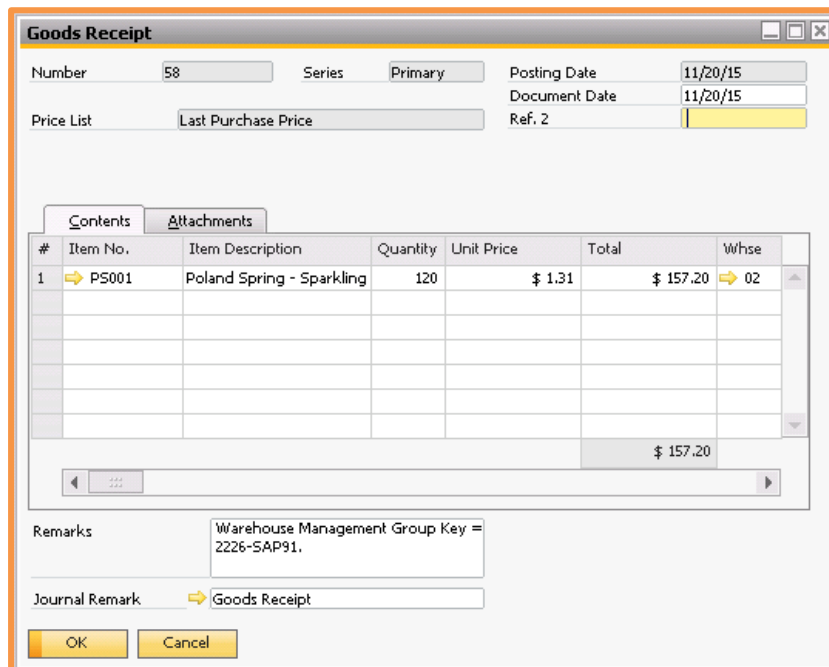 Goods Receipt
Number 58 Series Primary Posting Date 11/20/15
Document Date 11/20/15
Price List Last Purchase Price Ref. 2
Contents Attachments
# Item No. Item Description Quantity Unit Price Total Whse
1 PS001 Poland Spring - Sparkling 120 $ 1.31 $ 157.20 02
$ 157.20
Remarks Warehouse Management Group Key =
2226-SAP91.
Journal Remark Goods Receipt
OK Cancel